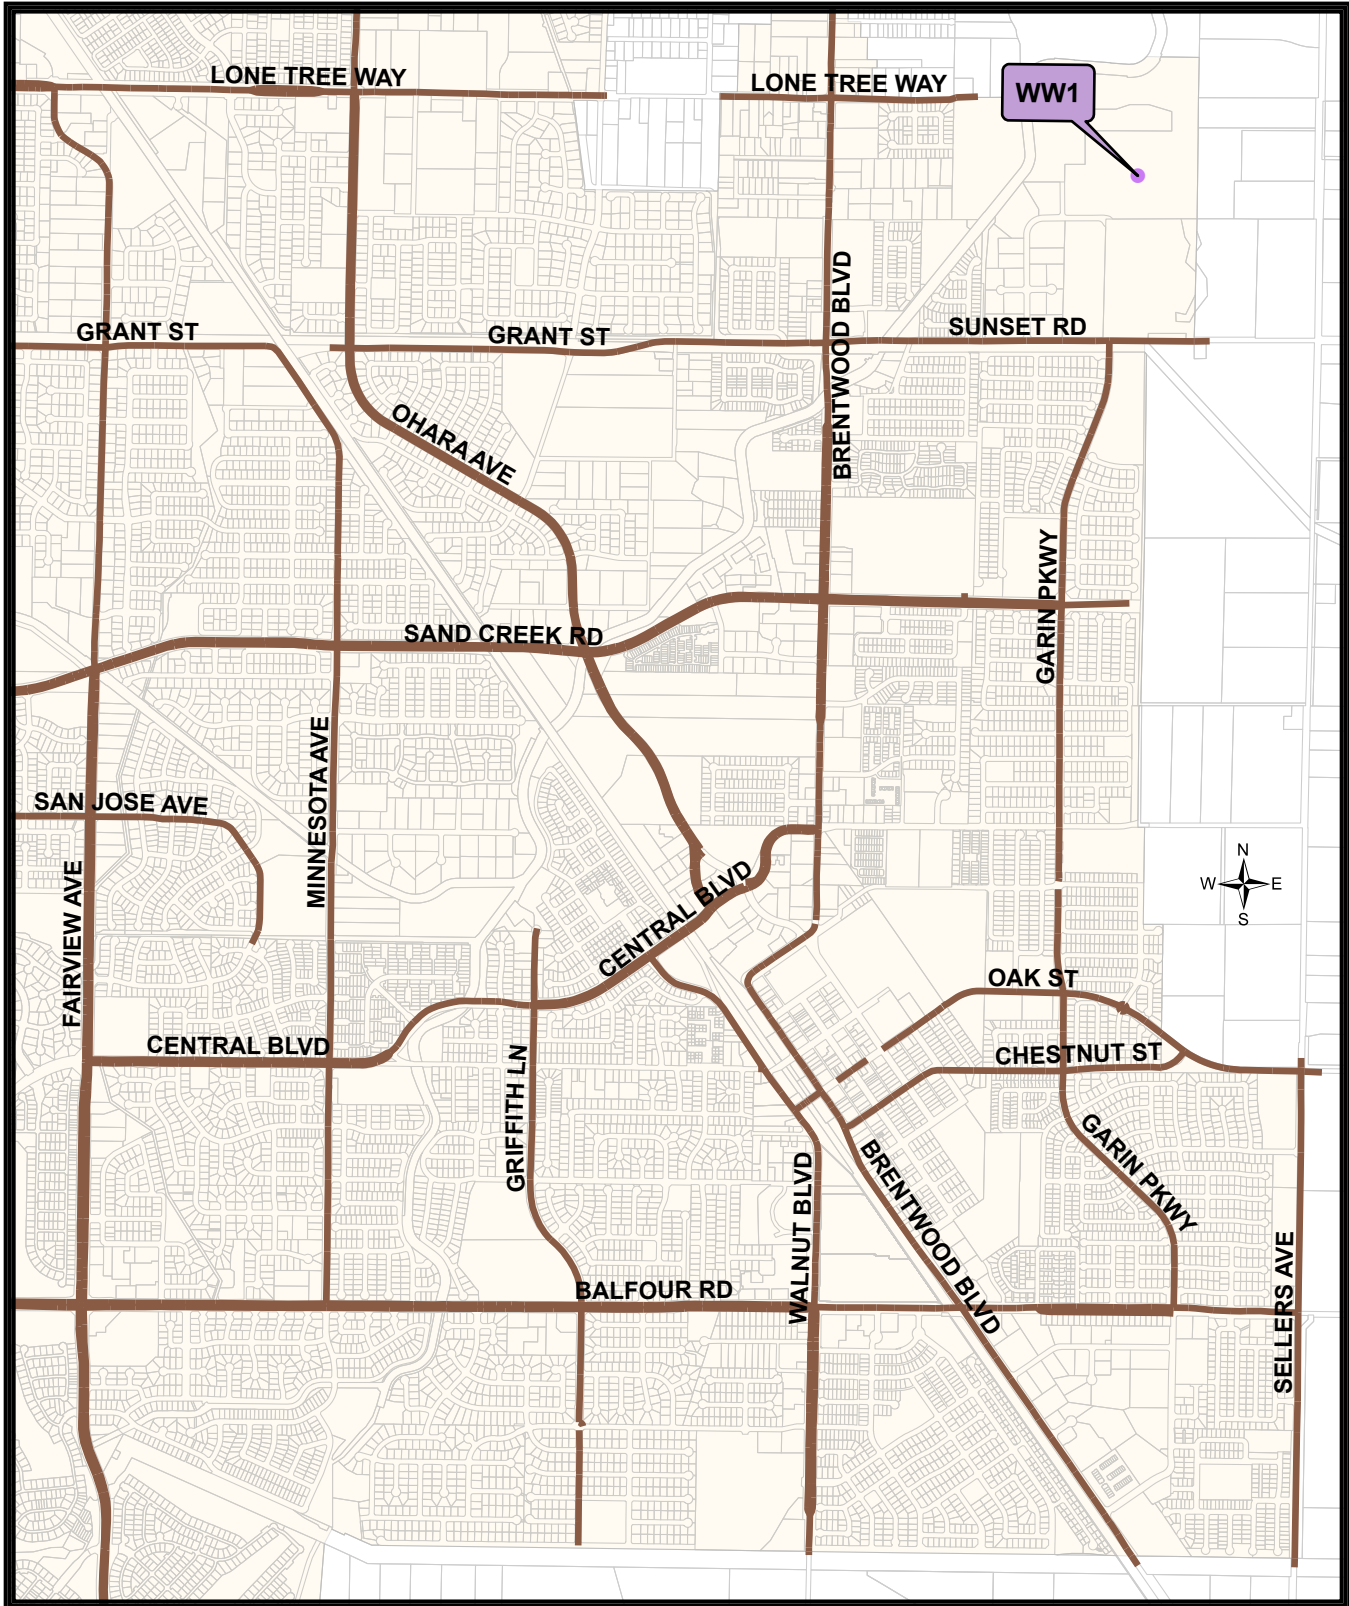 LONE TREE WAY
LONE TREE WAY
WW1
GRANT ST
GRANT ST
SUNSET RD
BRENTWOOD BLVD
OHARA AVE
GARIN PKWY
SAND CREEK RD
MINNESOTA AVE
SAN JOSE AVE
FAIRVIEW AVE
CENTRAL BLVD
N
W
E
S
OAK ST
CENTRAL BLVD
CHESTNUT ST
GRIFFITH LN
GARIN PKWY
WALNUT BLVD
BRENTWOOD BLVD
BALFOUR RD
SELLERS AVE